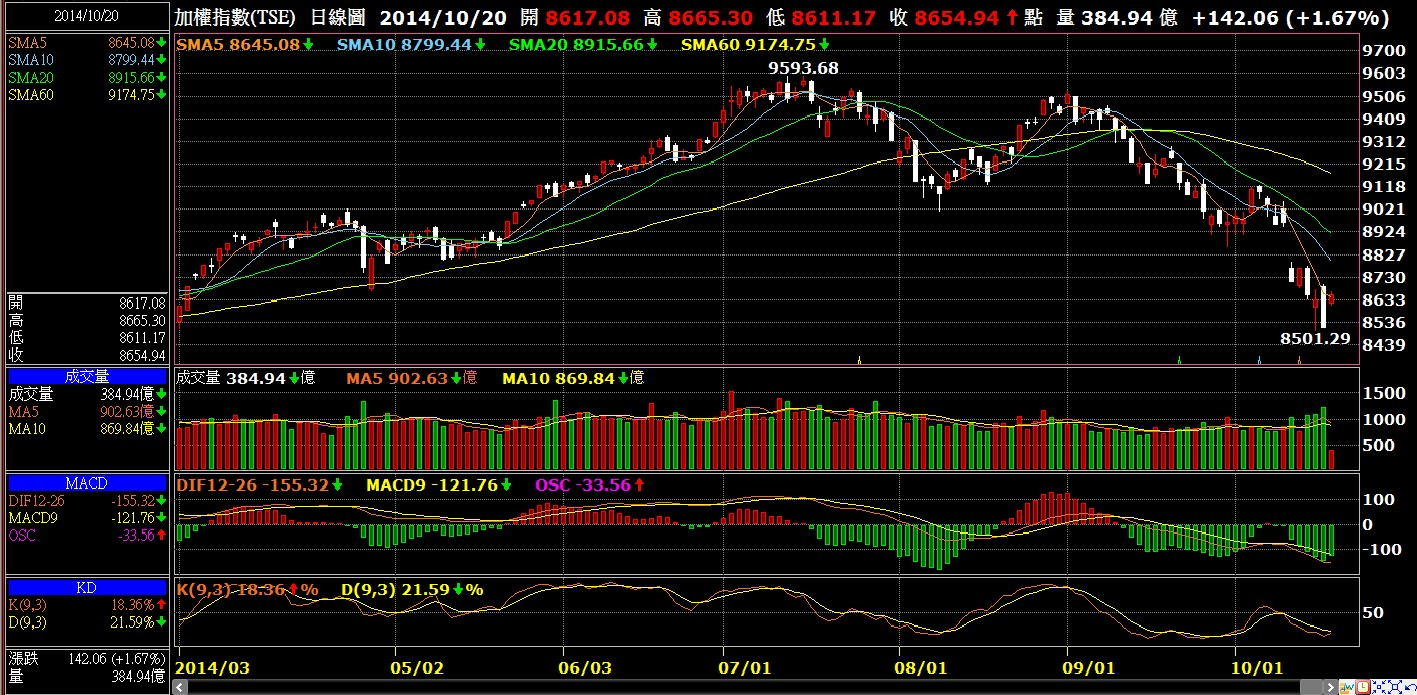 2014/10/20
加權指數(TSE) 日線圖 2014/10/20 開 8617.08 高 8665.30 低 8611.17 收 8654.94 點 量 384.94 億 +142.06 (+1.67%)
SMA5 8645.08
SMA10 8799.44
SMA20 8915.66
SMA60 9174.75
SMA5 8645.08 SMA10 8799.44 SMA20 8915.66 SMA60 9174.75
9593.68
8501.29
9700
9603
9506
9409
9312
9215
9118
9021
8924
8827
8730
8633
8536
8439
開 8617.08
高 8665.30
低 8611.17
收 8654.94
成交量
成交量 384.94億
MA5 902.63億
MA10 869.84億
成交量 384.94 億 MA5 902.63 億 MA10 869.84 億
1500
1000
500
MACD
DIF12-26 -155.32
MACD9 -121.76
OSC -33.56
DIF12-26 -155.32 MACD9 -121.76 OSC -33.56
100
0
-100
KD
K(9,3) 18.36%
D(9,3) 21.59%
K(9,3) 18.36 % D(9,3) 21.59 %
50
漲跌 142.06 (+1.67%)
量 384.94億
2014/03 05/02 06/03 07/01 08/01 09/01 10/01